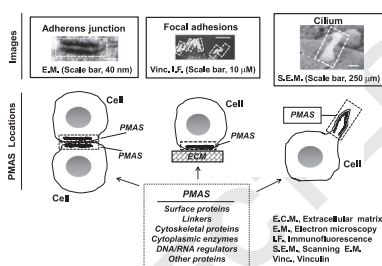 Images
Adherens junction
E.M. (Scale bar, 40 nm)
Focal adhesions
Vinc. I.F. (Scale bar, 10 μM)
Cilium
S.E.M. (Scale bar, 250 μm)
PMAS Locations
Cell
PMAS
PMAS
Cell
Cell
PMAS
ECM
PMAS
Cell
PMAS
Surface proteins
Linkers
Cytoskeletal proteins
Cytoplasmic enzymes
DNA/RNA regulators
Other proteins
E.C.M., Extracellular matrix
E.M., Electron microscopy
I.F., Immunofluorescence
S.E.M., Scanning E.M.
Vinc., Vinculin